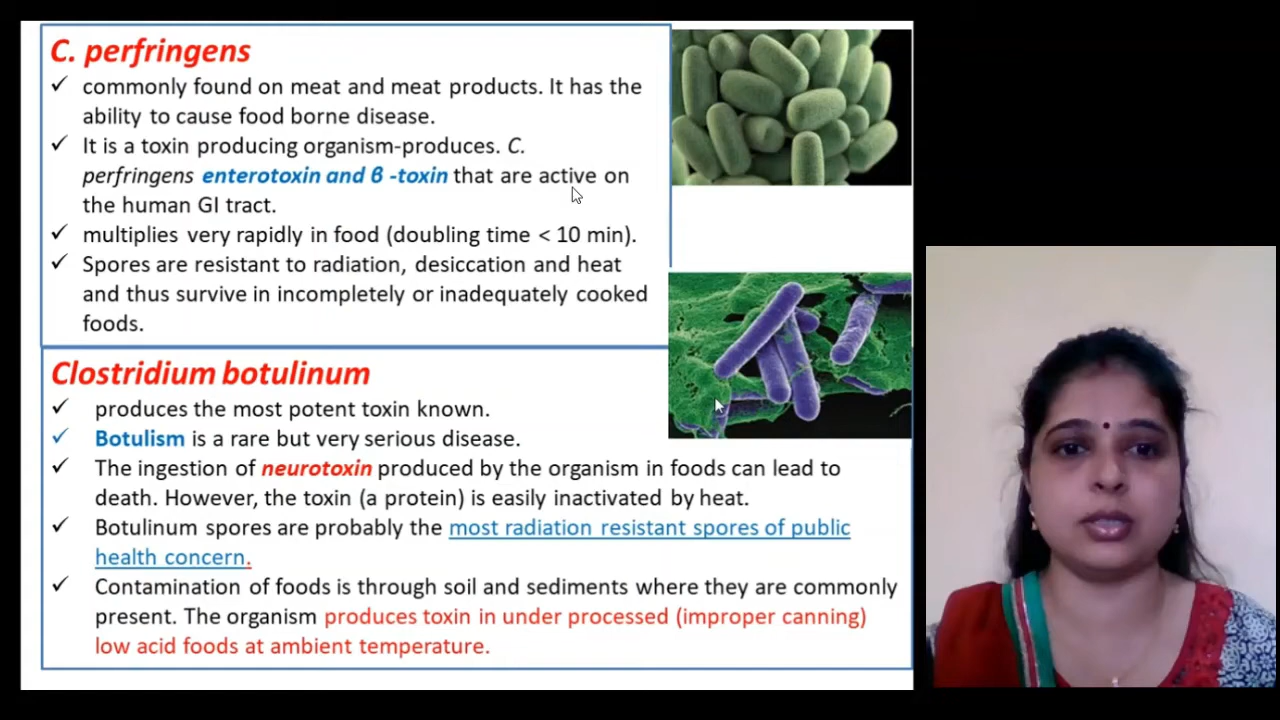 C. perfringens
✓ commonly found on meat and meat products. It has the
ability to cause food borne disease.
✓ It is a toxin producing organism-produces. C.
perfringens enterotoxin and β -toxin that are active on
the human GI tract.
✓ multiplies very rapidly in food (doubling time < 10 min).
✓ Spores are resistant to radiation, desiccation and heat
and thus survive in incompletely or inadequately cooked
foods.
Clostridium botulinum
✓ produces the most potent toxin known.
✓ Botulism is a rare but very serious disease.
✓ The ingestion of neurotoxin produced by the organism in foods can lead to
death. However, the toxin (a protein) is easily inactivated by heat.
✓ Botulinum spores are probably the most radiation resistant spores of public
health concern.
✓ Contamination of foods is through soil and sediments where they are commonly
present. The organism produces toxin in under processed (improper canning)
low acid foods at ambient temperature.